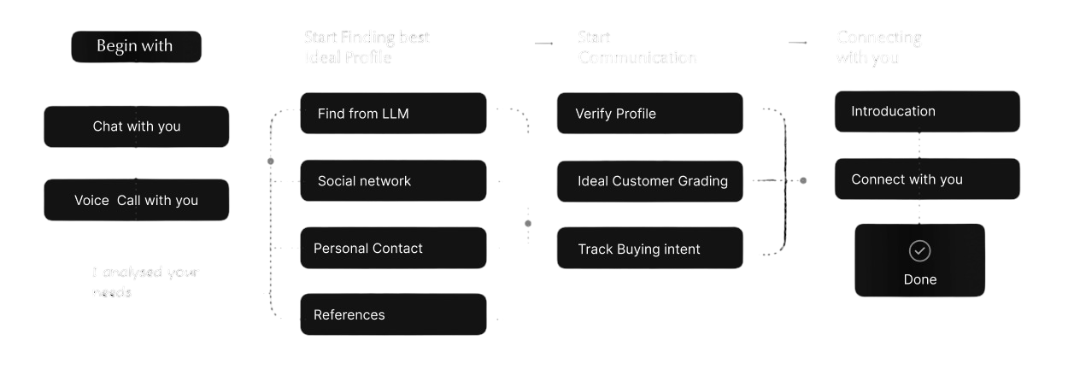 Begin with
Chat with you
Voice Call with you
I analysed your
needs
Start Finding best
Ideal Profile
Find from LLM
Social network
Personal Contact
References
Start
Communication
Verify Profile
Ideal Customer Grading
Track Buying intent
Connecting
with you
Introducation
Connect with you
Done